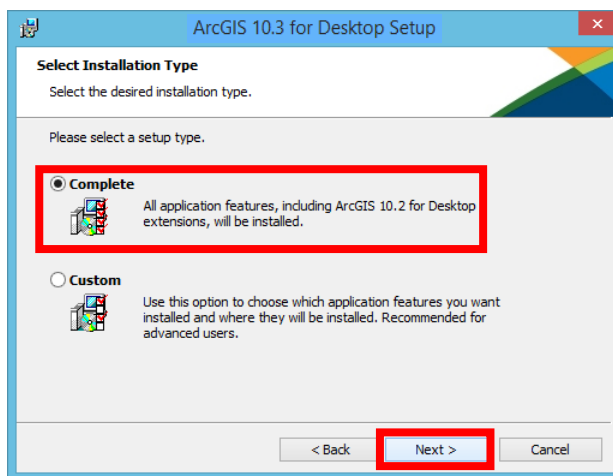 ArcGIS 10.3 for Desktop Setup
Select Installation Type
Select the desired installation type.
Please select a setup type.
Complete
All application features, including ArcGIS 10.2 for Desktop
extensions, will be installed.
Custom
Use this option to choose which application features you want
installed and where they will be installed. Recommended for
advanced users.
< Back Next > Cancel